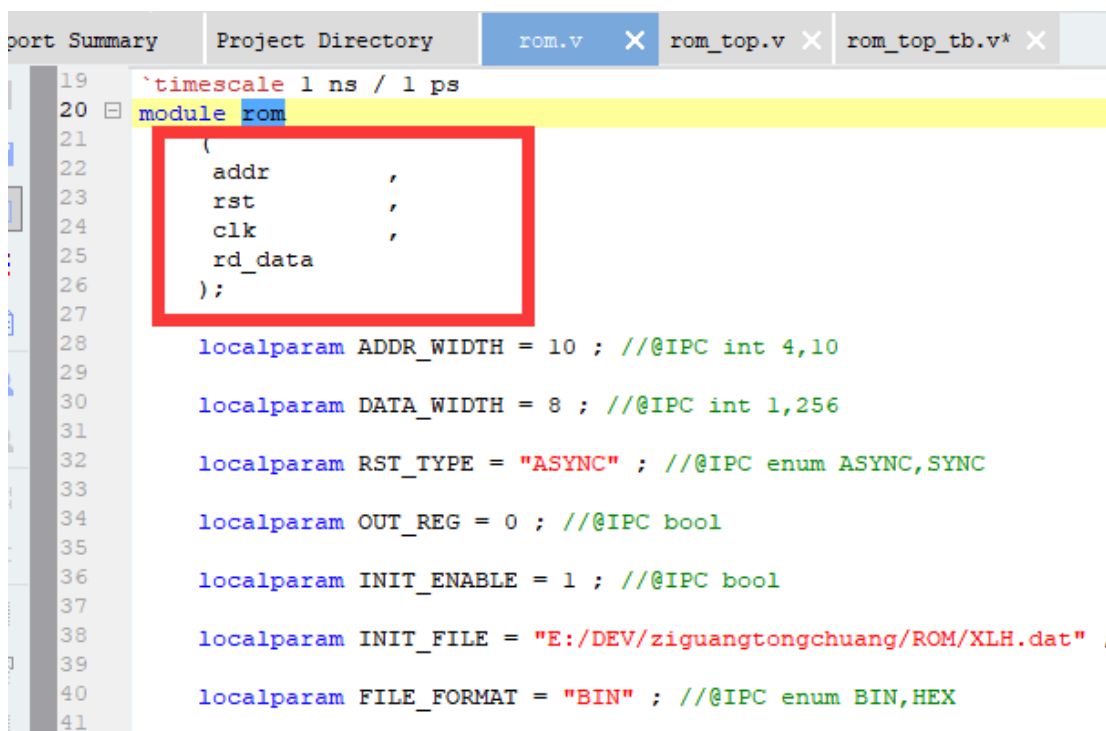 port Summary Project Directory rom.v × rom_top.v × rom_top_tb.v* ×
19 `timescale 1 ns / 1 ps
20 module rom
21 (
22 addr ,
23 rst ,
24 clk ,
25 rd_data
26 );
27
28 localparam ADDR_WIDTH = 10 ; //@IPC int 4,10
29
30 localparam DATA_WIDTH = 8 ; //@IPC int 1,256
31
32 localparam RST_TYPE = "ASYNC" ; //@IPC enum ASYNC,SYNC
33
34 localparam OUT_REG = 0 ; //@IPC bool
35
36 localparam INIT_ENABLE = 1 ; //@IPC bool
37
38 localparam INIT_FILE = "E:/DEV/ziguangtongchuang/ROM/XLH.dat" ;
39
40 localparam FILE_FORMAT = "BIN" ; //@IPC enum BIN,HEX
41